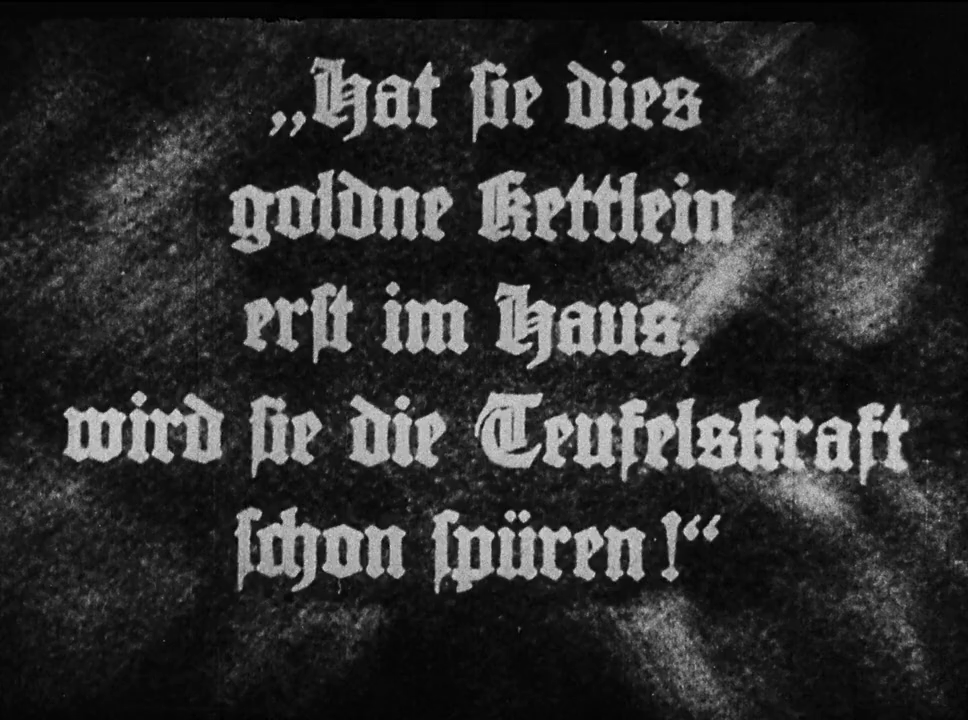 „Hat sie dies
goldne Kettlein
erst im Haus,
wird sie die Teufelskraft
schon spüren!“